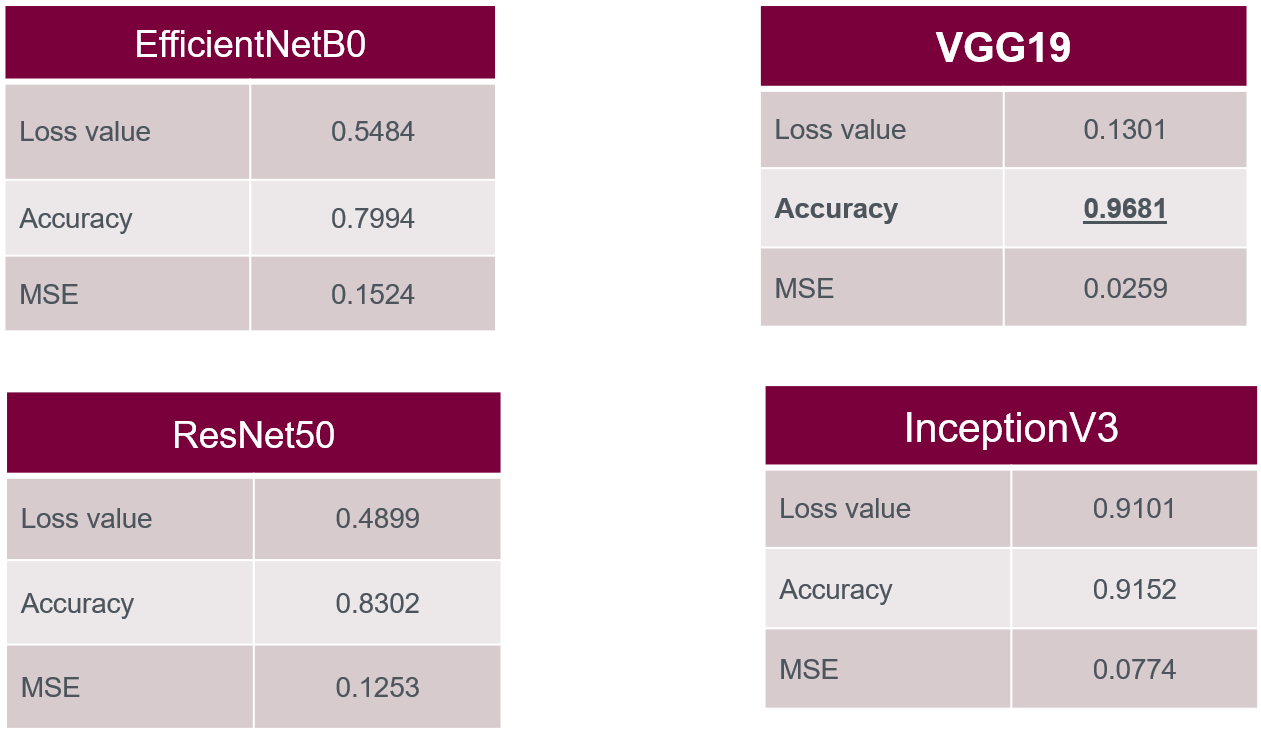 EfficientNetB0
Loss value 0.5484
Accuracy 0.7994
MSE 0.1524
VGG19
Loss value 0.1301
Accuracy 0.9681
MSE 0.0259
ResNet50
Loss value 0.4899
Accuracy 0.8302
MSE 0.1253
InceptionV3
Loss value 0.9101
Accuracy 0.9152
MSE 0.0774